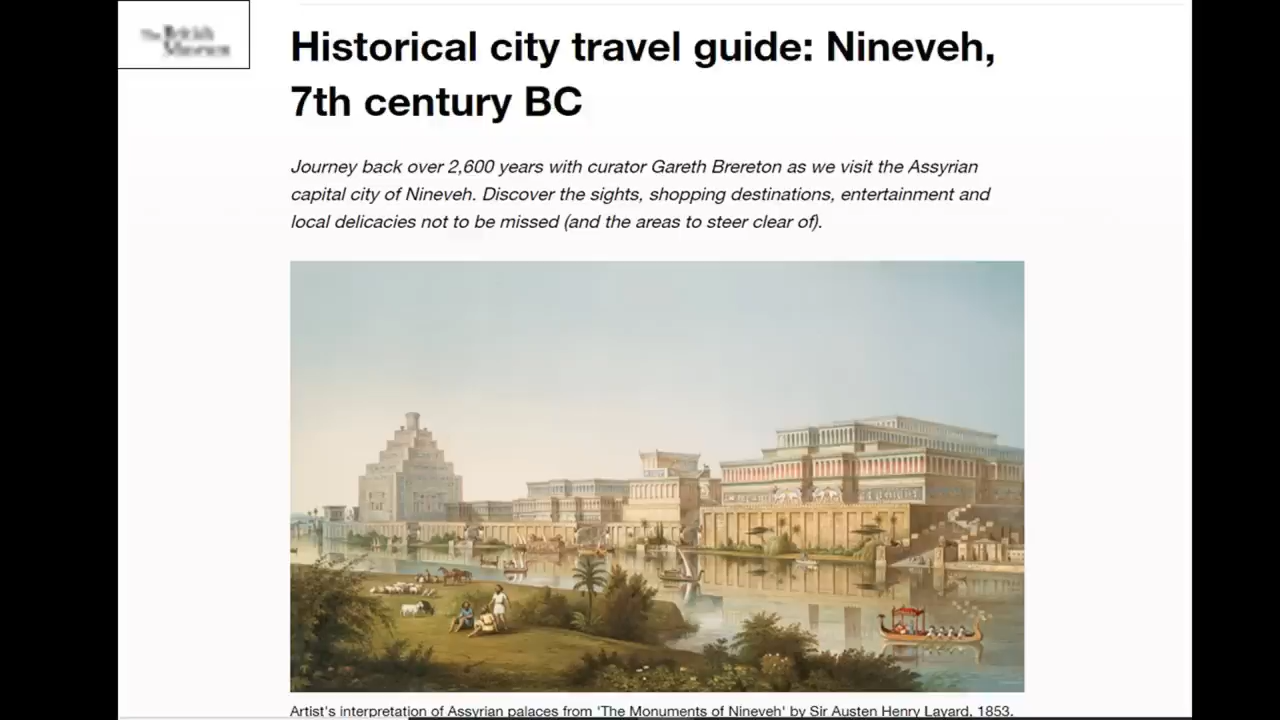 The British
Museum
Historical city travel guide: Nineveh,
7th century BC
Journey back over 2,600 years with curator Gareth Brereton as we visit the Assyrian
capital city of Nineveh. Discover the sights, shopping destinations, entertainment and
local delicacies not to be missed (and the areas to steer clear of).
Artist's interpretation of Assyrian palaces from 'The Monuments of Nineveh' by Sir Austen Henry Layard, 1853.